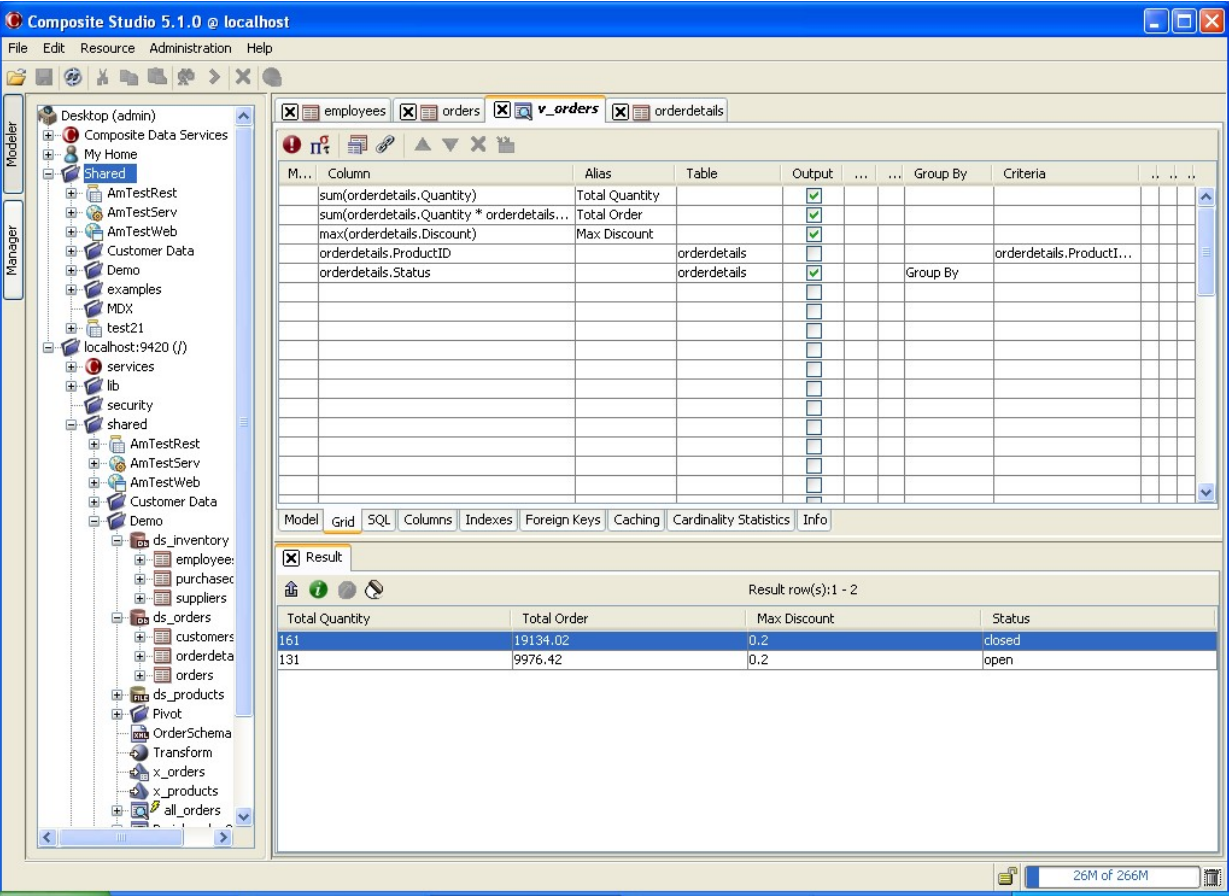 Composite Studio 5.1.0 @ localhost
File Edit Resource Administration Help
Modeler
Manager
Desktop (admin)
Composite Data Services
My Home
Shared
AmTestRest
AmTestServ
AmTestWeb
Customer Data
Demo
examples
MDX
test21
localhost:9420 (/)
services
lib
security
shared
AmTestRest
AmTestServ
AmTestWeb
Customer Data
Demo
ds_inventory
employees
purchased
suppliers
ds_orders
customers
orderdeta
orders
ds_products
Pivot
OrderSchema
Transform
x_orders
x_products
all_orders
employees orders v_orders orderdetails
M... Column Alias Table Output ... ... Group By Criteria .. .. ..
sum(orderdetails.Quantity) Total Quantity
sum(orderdetails.Quantity * orderdetails... Total Order
max(orderdetails.Discount) Max Discount
orderdetails.ProductID orderdetails orderdetails.ProductI...
orderdetails.Status orderdetails Group By
Model Grid SQL Columns Indexes Foreign Keys Caching Cardinality Statistics Info
Result
Result row(s):1 - 2
Total Quantity Total Order Max Discount Status
161 19134.02 0.2 closed
131 9976.42 0.2 open
26M of 266M